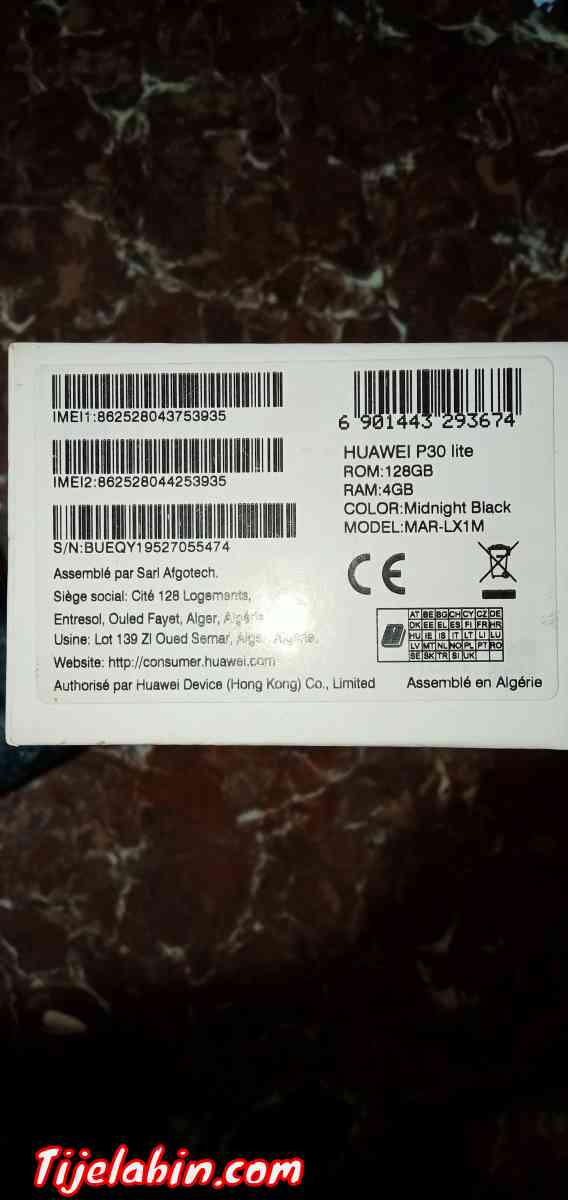 IMEI1:862528043753935
IMEI2:862528044253935
S/N:BUEQY19527055474
Assemblé par Sarl Afgotech.
Siège social: Cité 128 Logements,
Entresol, Ouled Fayet, Alger, Algérie
Usine: Lot 139 ZI Oued Semar, Alger, Algérie.
Website: http://consumer.huawei.com
Authorisé par Huawei Device (Hong Kong) Co., Limited
6 901443 293674
HUAWEI P30 lite
ROM:128GB
RAM:4GB
COLOR:Midnight Black
MODEL:MAR-LX1M
CE
AT BE BG CH CY CZ DE
DK EE EL ES FI FR HR
HU IE IS IT LT LI LU
LV MT NL NO PL PT RO
SE SK TR SI UK
Assemblé en Algérie
Tijelabin.com